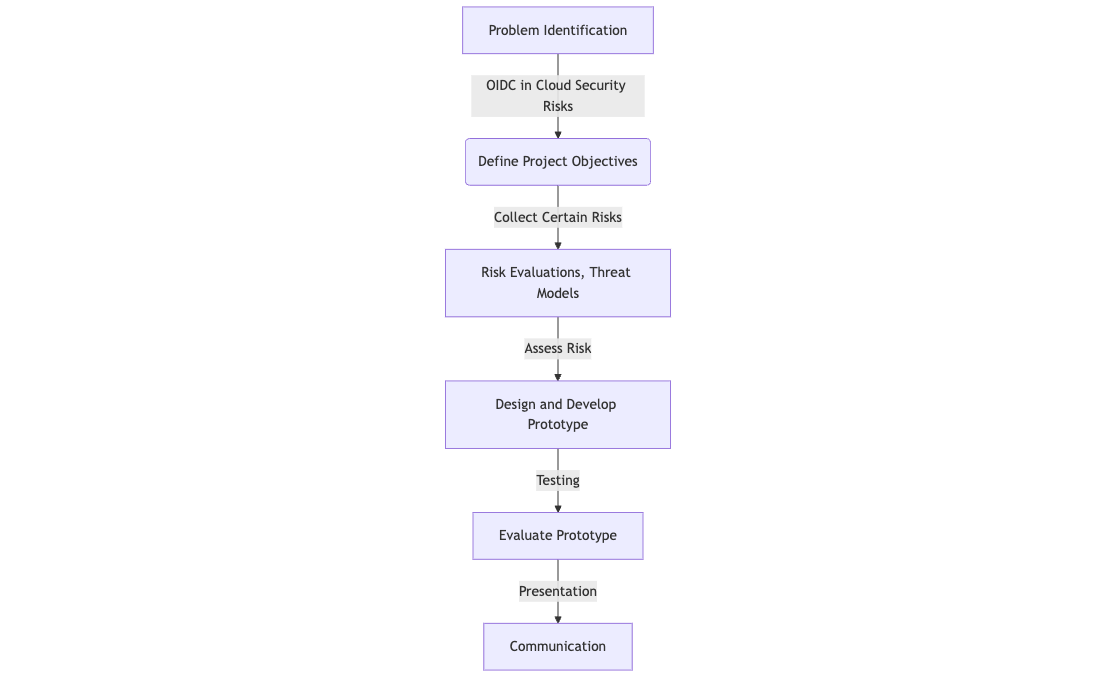 Problem Identification
OIDC in Cloud Security
Risks
Define Project Objectives
Collect Certain Risks
Risk Evaluations, Threat
Models
Assess Risk
Design and Develop
Prototype
Testing
Evaluate Prototype
Presentation
Communication